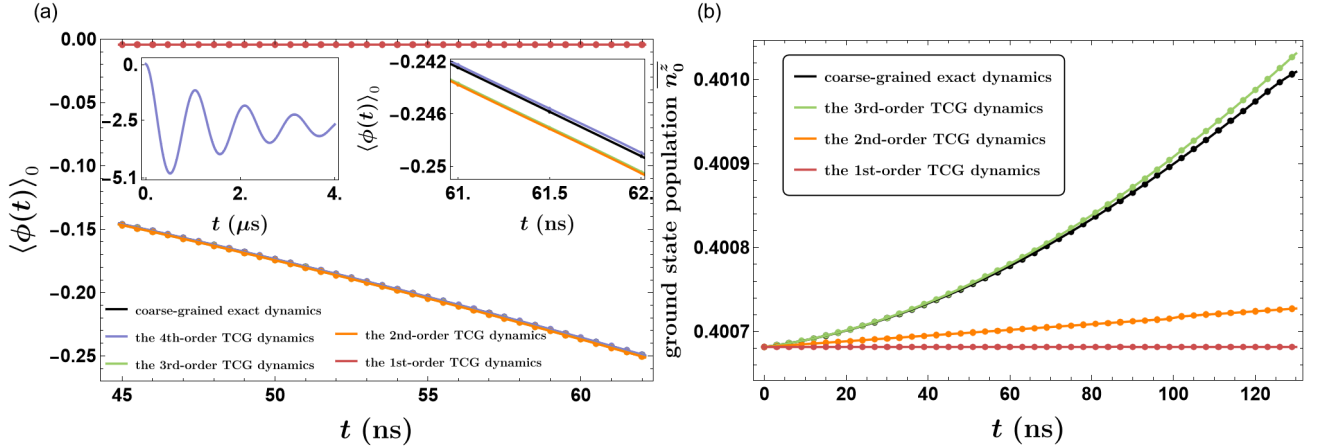 (a)
(b)
0.00
−0.05
−0.10
−0.15
−0.20
−0.25
⟨ϕ(t)⟩₀
0.
−2.5
−5.1
0. 2. 4.
t (μs)
⟨ϕ(t)⟩₀
−0.242
−0.246
−0.25
61. 61.5 62.
t (ns)
coarse-grained exact dynamics
the 4th-order TCG dynamics
the 3rd-order TCG dynamics
the 2nd-order TCG dynamics
the 1st-order TCG dynamics
45 50 55 60
t (ns)
ground state population n̄₀ᶻ
0.4010
0.4009
0.4008
0.4007
coarse-grained exact dynamics
the 3rd-order TCG dynamics
the 2nd-order TCG dynamics
the 1st-order TCG dynamics
0 20 40 60 80 100 120
t (ns)